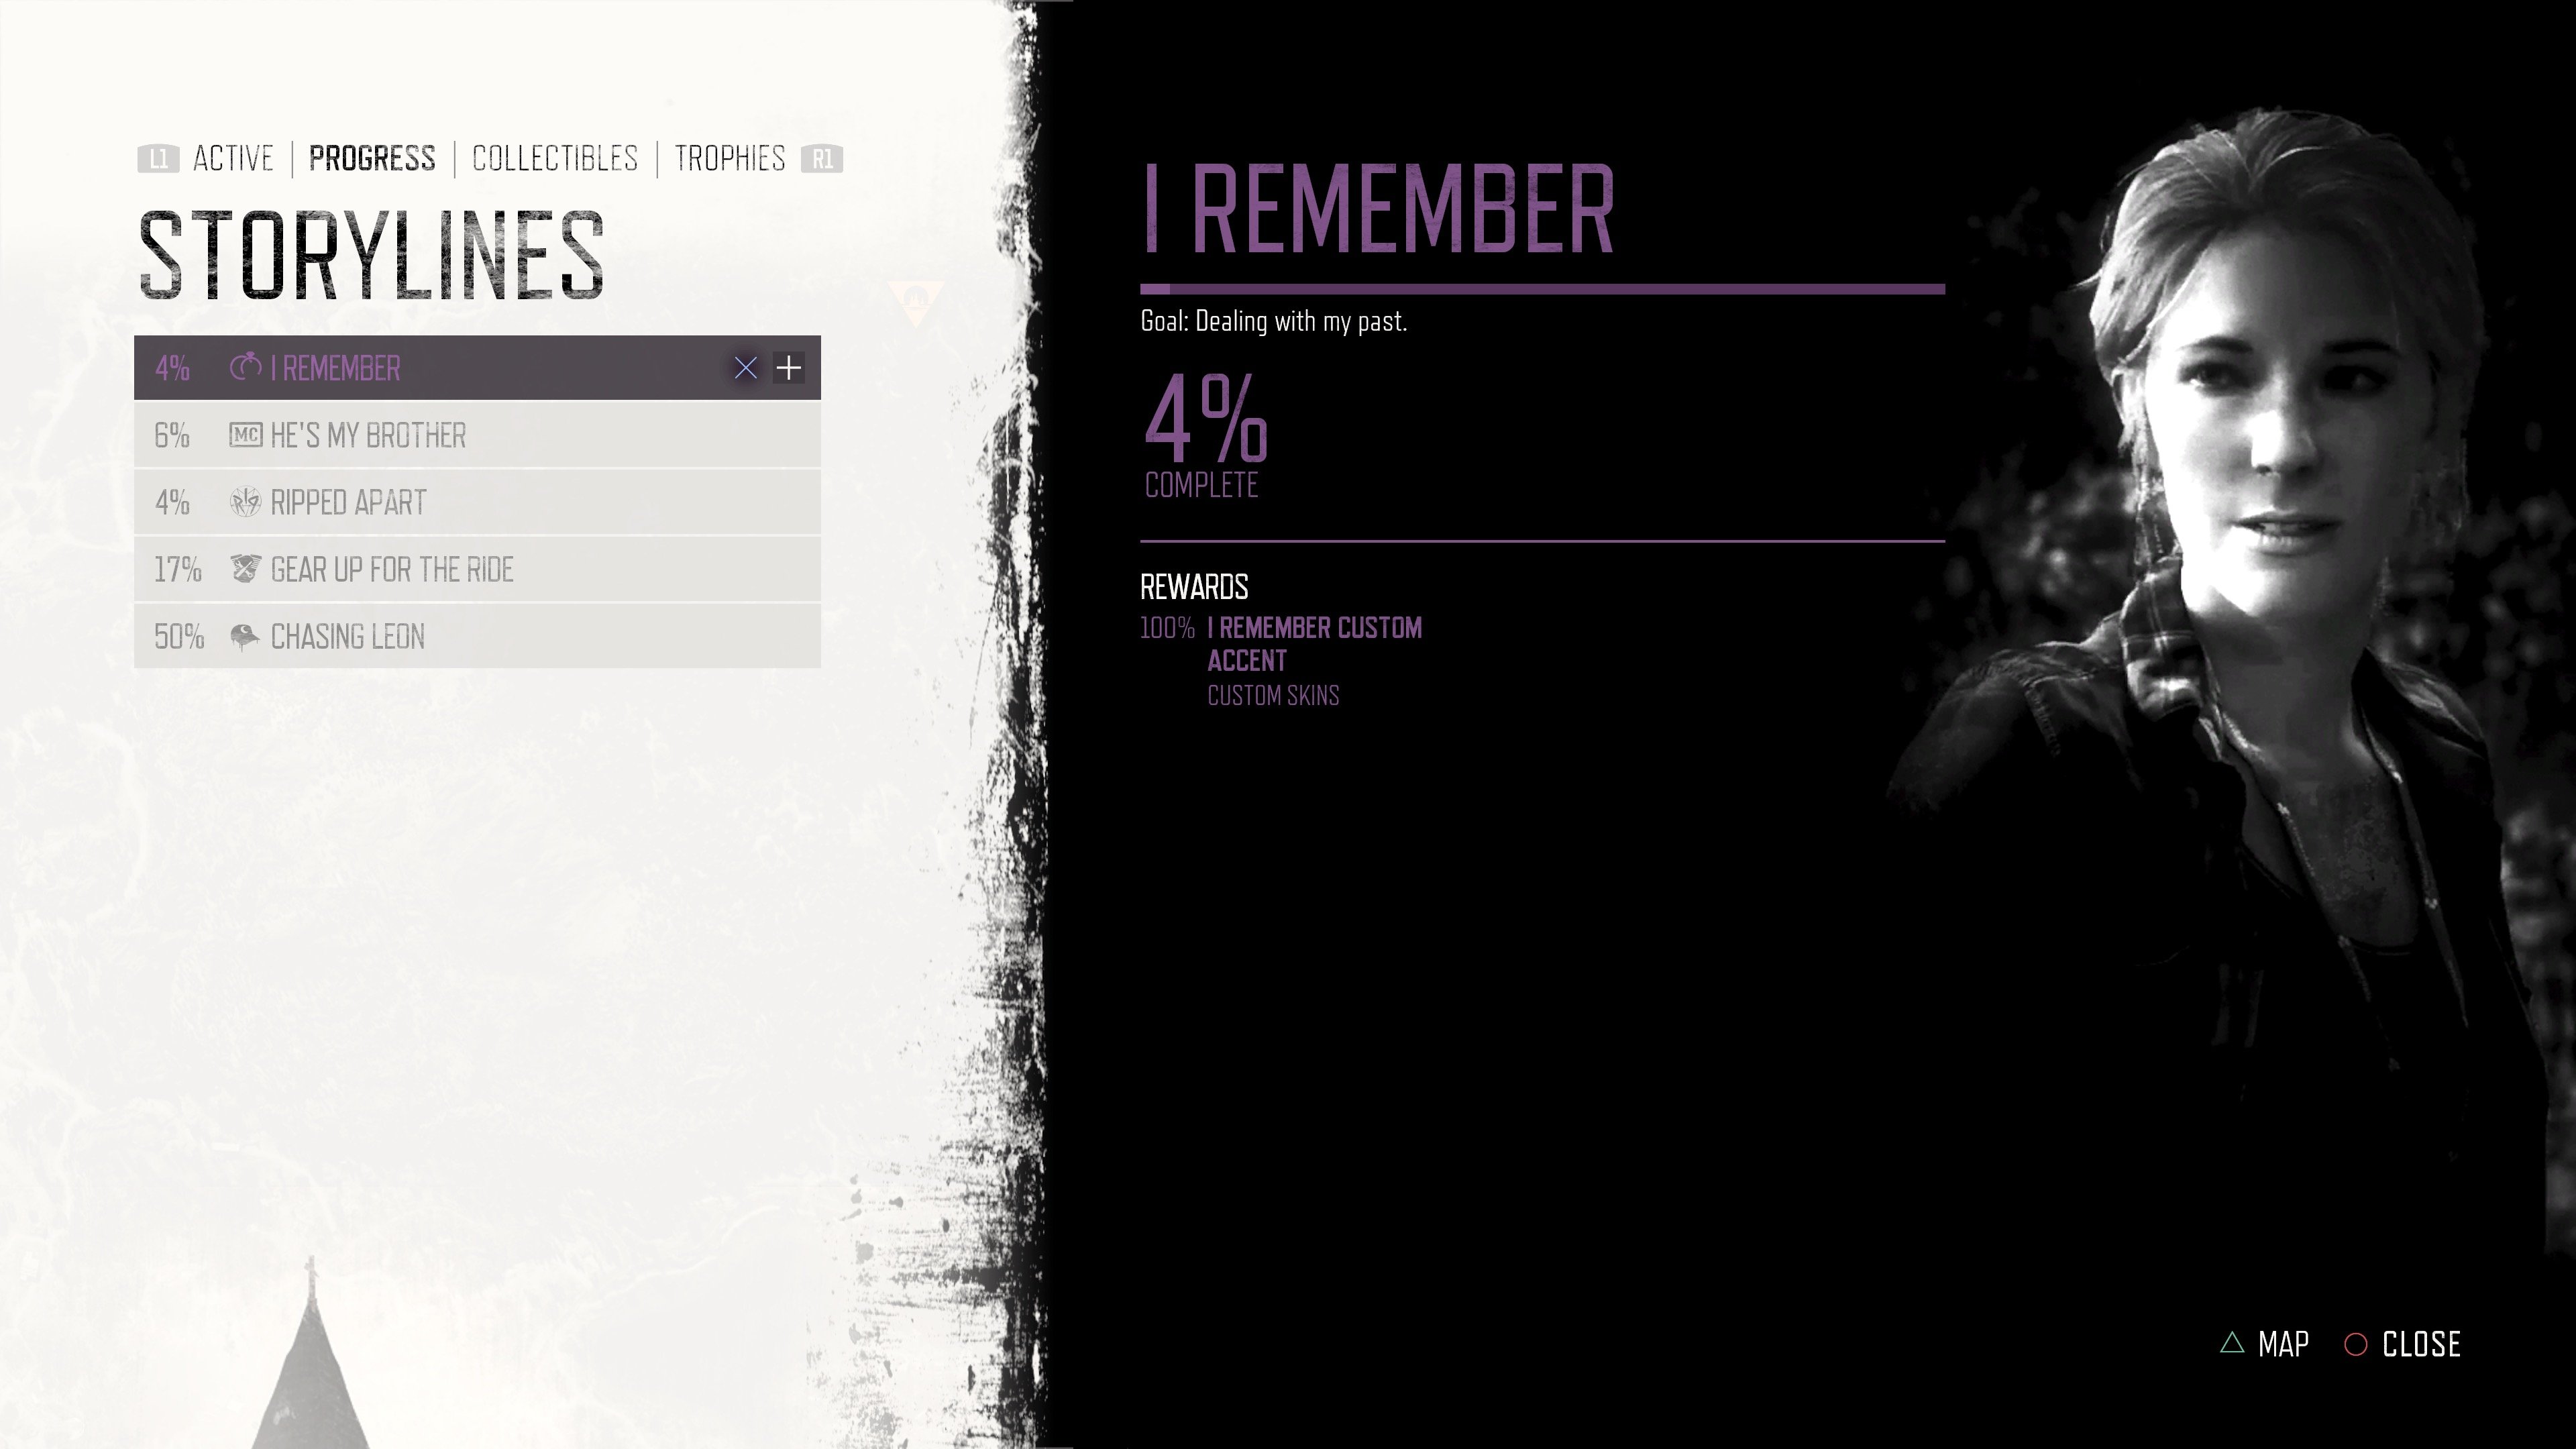 L1 ACTIVE PROGRESS COLLECTIBLES TROPHIES R1
STORYLINES
4% I REMEMBER
6% MC HE'S MY BROTHER
4% RIPPED APART
17% GEAR UP FOR THE RIDE
50% CHASING LEON
I REMEMBER
Goal: Dealing with my past.
4%
COMPLETE
REWARDS
100% I REMEMBER CUSTOM
ACCENT
CUSTOM SKINS
MAP CLOSE